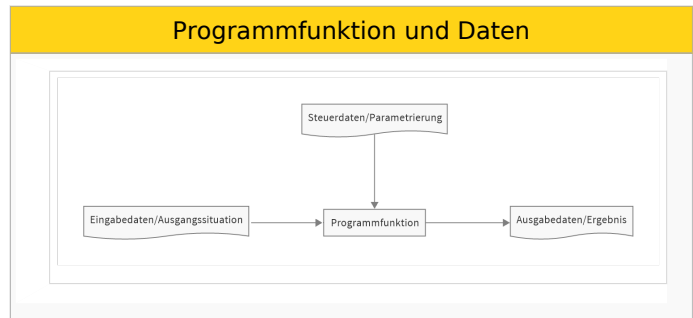 Programmfunktion und Daten
Steuerdaten/Parametrierung
Eingabedaten/Ausgangssituation
Programmfunktion
Ausgabedaten/Ergebnis